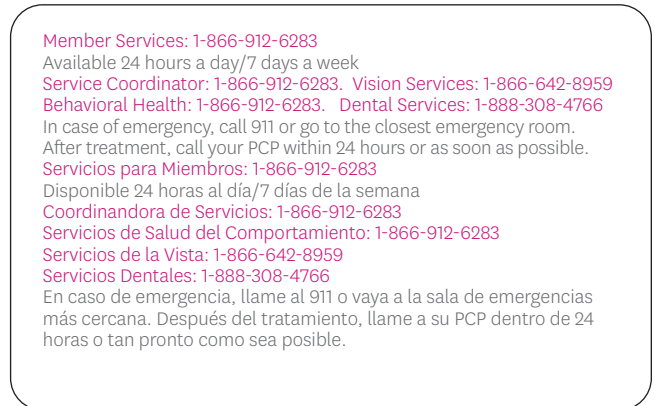 Member Services: 1-866-912-6283
Available 24 hours a day/7 days a week
Service Coordinator: 1-866-912-6283. Vision Services: 1-866-642-8959
Behavioral Health: 1-866-912-6283. Dental Services: 1-888-308-4766
In case of emergency, call 911 or go to the closest emergency room.
After treatment, call your PCP within 24 hours or as soon as possible.
Servicios para Miembros: 1-866-912-6283
Disponible 24 horas al día/7 días de la semana
Coordinandora de Servicios: 1-866-912-6283
Servicios de Salud del Comportamiento: 1-866-912-6283
Servicios de la Vista: 1-866-642-8959
Servicios Dentales: 1-888-308-4766
En caso de emergencia, llame al 911 o vaya a la sala de emergencias
más cercana. Después del tratamiento, llame a su PCP dentro de 24
horas o tan pronto como sea posible.